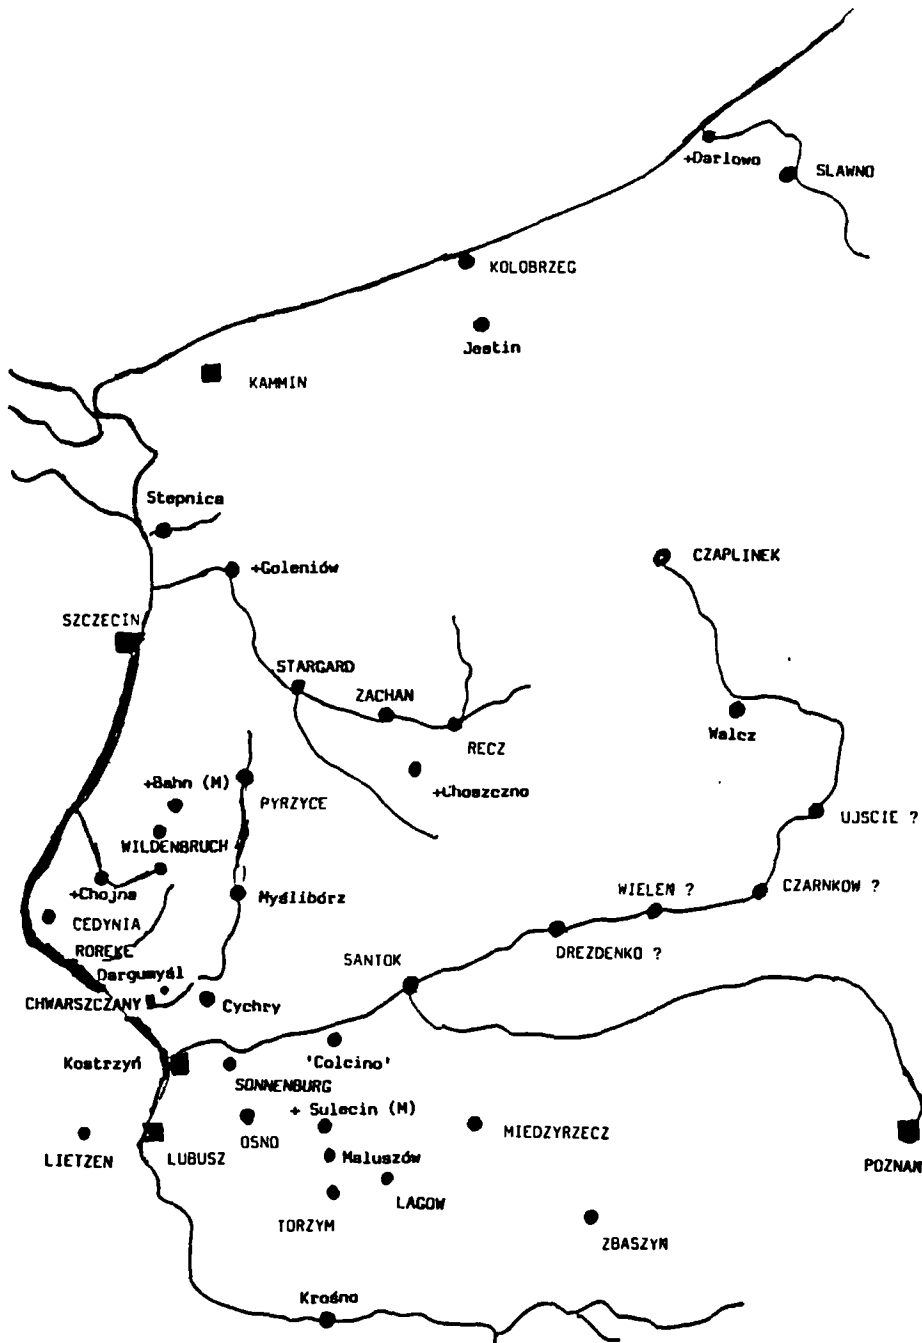 +Darlowo
SLAWNO
KOLOBRZEG
Jestin
KAMMIN
Stepnica
CZAPLINEK
+Goleniów
SZCZECIN
STARGARD
ZACHAN
RECZ
Walcz
+Bahn (M)
+Choszczno
PYRZYCE
UJSCIE ?
WILDENBRUCH
+Chojna
Myślibórz
WIELEN ?
CZARNKOW ?
CEDYNIA
ROREKE
DREZDENKO ?
SANTOK
Dargumyśl
CHWARSZCZANY
Cychry
Kostrzyń
'Colcino'
SONNENBURG
+ Sulecin (M)
OSNO
MIEDZYRZECZ
LIETZEN
LUBUSZ
Maluszów
POZNAN
LAGOW
TORZYM
ZBASZYN
Krośno